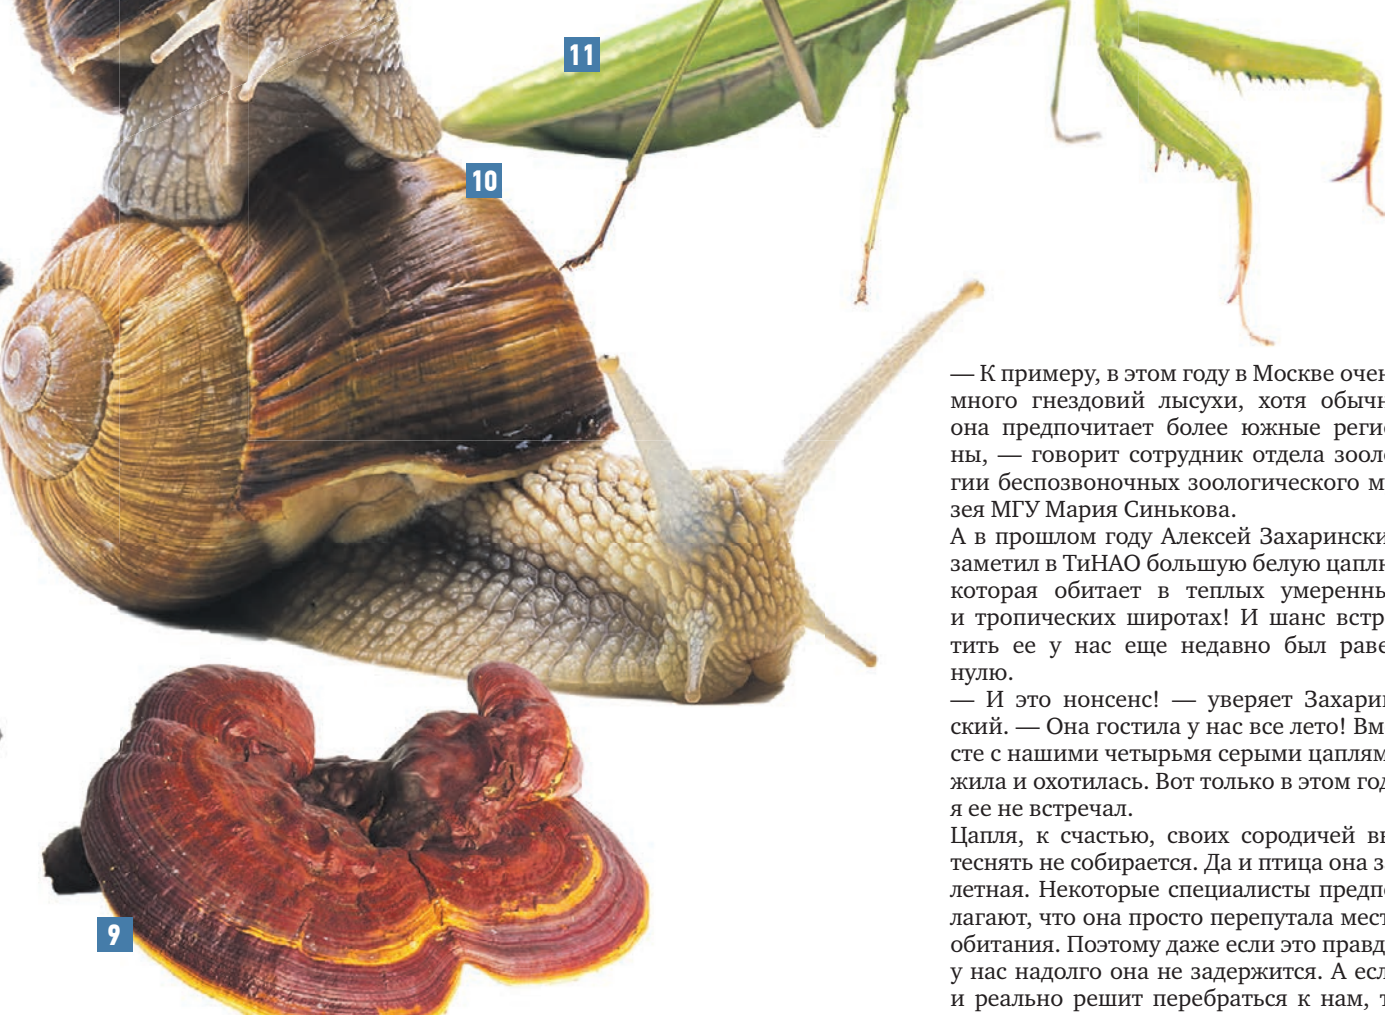 11
10
9
— К примеру, в этом году в Москве очен
много гнездовий лысухи, хотя обычн
она предпочитает более южные реги
ны, — говорит сотрудник отдела зоол
гии беспозвоночных зоологического м
зея МГУ Мария Синькова.
А в прошлом году Алексей Захарински
заметил в ТиНАО большую белую цапл
которая обитает в теплых умеренны
и тропических широтах! И шанс встр
тить ее у нас еще недавно был раве
нулю.
— И это нонсенс! — уверяет Захарин
ский. — Она гостила у нас все лето! Вм
сте с нашими четырьмя серыми цаплям
жила и охотилась. Вот только в этом год
я ее не встречал.
Цапля, к счастью, своих сородичей вы
теснять не собирается. Да и птица она з
летная. Некоторые специалисты предп
лагают, что она просто перепутала мест
обитания. Поэтому даже если это правд
у нас надолго она не задержится. А есл
и реально решит перебраться к нам, т